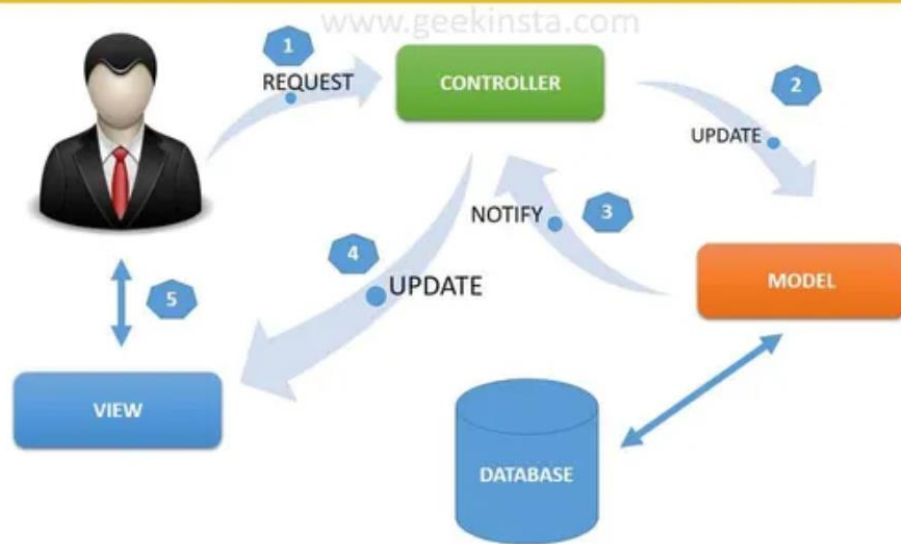 www.geekinsta.com
1
REQUEST
CONTROLLER
2
UPDATE
NOTIFY
3
4
UPDATE
MODEL
5
VIEW
DATABASE